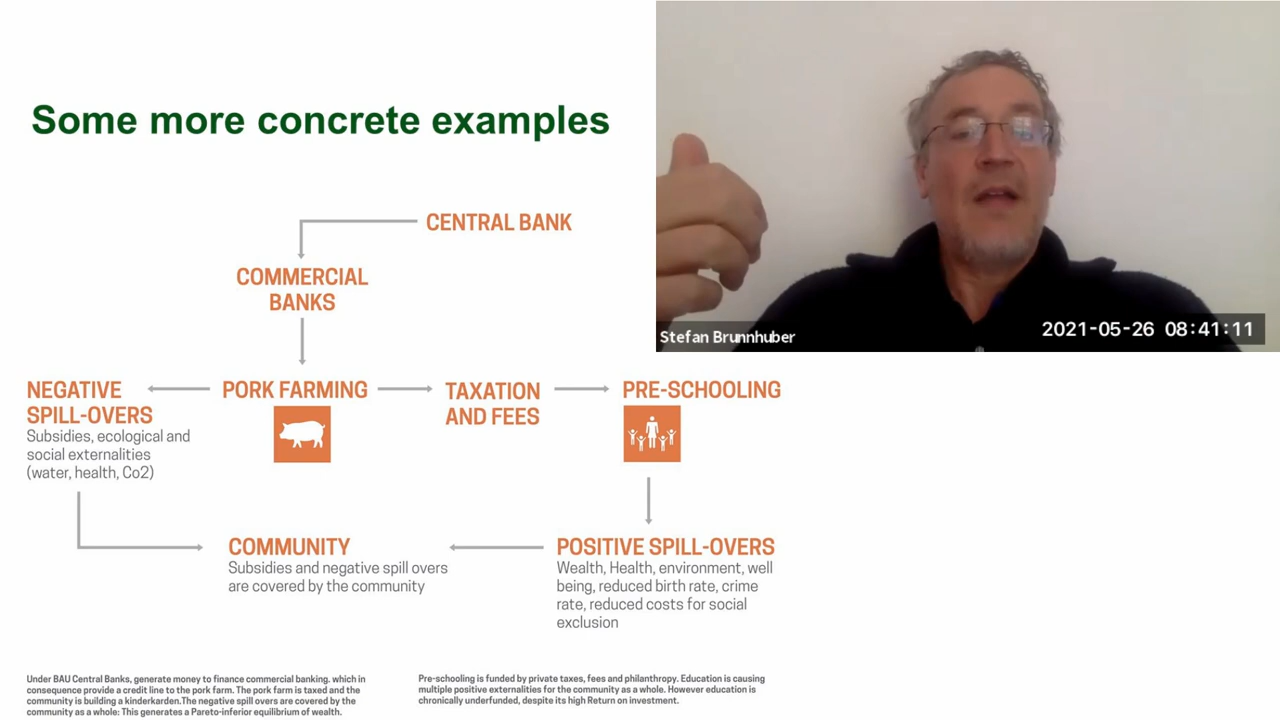 Some more concrete examples
CENTRAL BANK
COMMERCIAL
BANKS
NEGATIVE
SPILL-OVERS
Subsidies, ecological and
social externalities
(water, health, Co2)
PORK FARMING
TAXATION
AND FEES
PRE-SCHOOLING
COMMUNITY
Subsidies and negative spill overs
are covered by the community
POSITIVE SPILL-OVERS
Wealth, Health, environment, well
being, reduced birth rate, crime
rate, reduced costs for social
exclusion
Under BAU Central Banks, generate money to finance commercial banking. which in
consequence provide a credit line to the pork farm. The pork farm is taxed and the
community is building a kinderkarden.The negative spill overs are covered by the
community as a whole: This generates a Pareto-inferior equilibrium of wealth.
Pre-schooling is funded by private taxes, fees and philanthropy. Education is causing
multiple positive externalities for the community as a whole. However education is
chronically underfunded, despite its high Return on investment.
Stefan Brunnhuber
2021-05-26 08:41:11